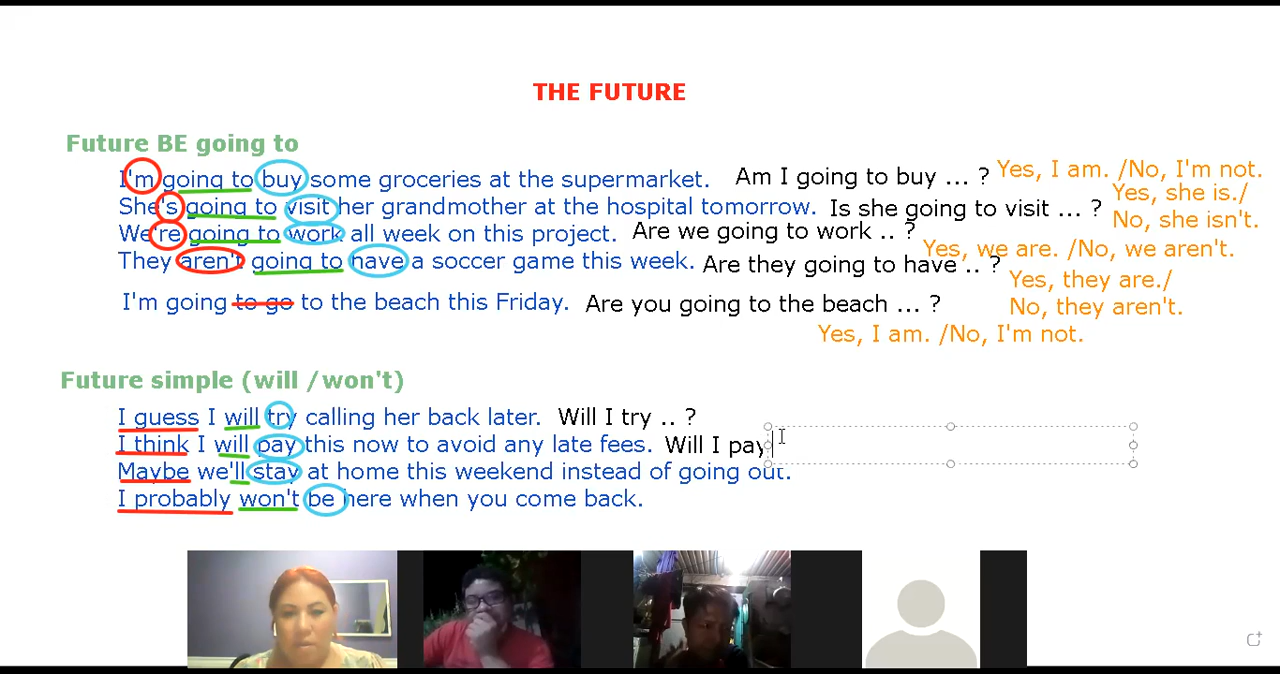 THE FUTURE
Future BE going to
I'm going to buy some groceries at the supermarket. Am I going to buy ... ? Yes, I am. /No, I'm not.
She's going to visit her grandmother at the hospital tomorrow. Is she going to visit ... ? Yes, she is./
No, she isn't.
We're going to work all week on this project. Are we going to work .. ? Yes, we are. /No, we aren't.
They aren't going to have a soccer game this week. Are they going to have .. ? Yes, they are./
No, they aren't.
I'm going to go to the beach this Friday. Are you going to the beach ... ?
Yes, I am. /No, I'm not.
Future simple (will /won't)
I guess I will try calling her back later. Will I try .. ?
I think I will pay this now to avoid any late fees. Will I pay
Maybe we'll stay at home this weekend instead of going out.
I probably won't be here when you come back.